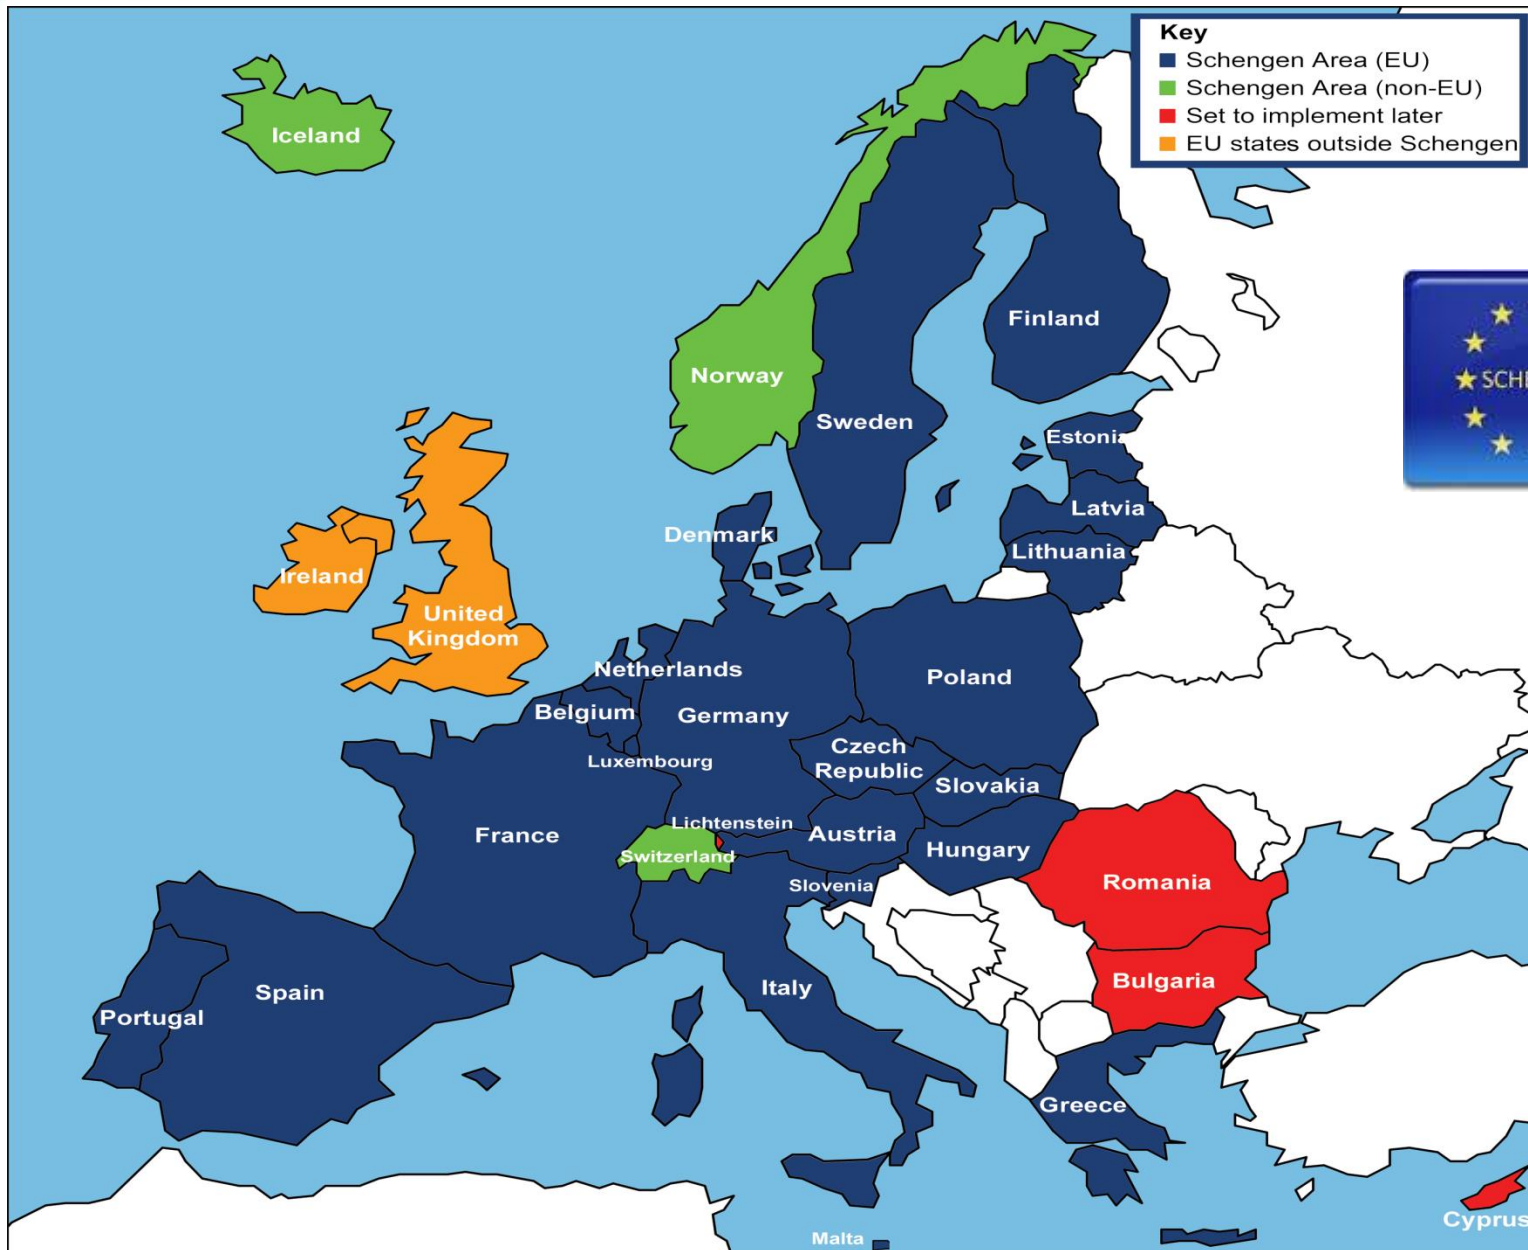 Key
Schengen Area (EU)
Schengen Area (non-EU)
Set to implement later
EU states outside Schengen
Iceland
Finland
Norway
SCHE
Sweden
Estonia
Latvia
Denmark
Lithuania
Ireland
United
Kingdom
Netherlands
Poland
Belgium
Germany
Czech
Republic
Luxembourg
Slovakia
Lichtenstein
France
Austria
Hungary
Switzerland
Slovenia
Romania
Bulgaria
Italy
Spain
Portugal
Greece
Cyprus
Malta